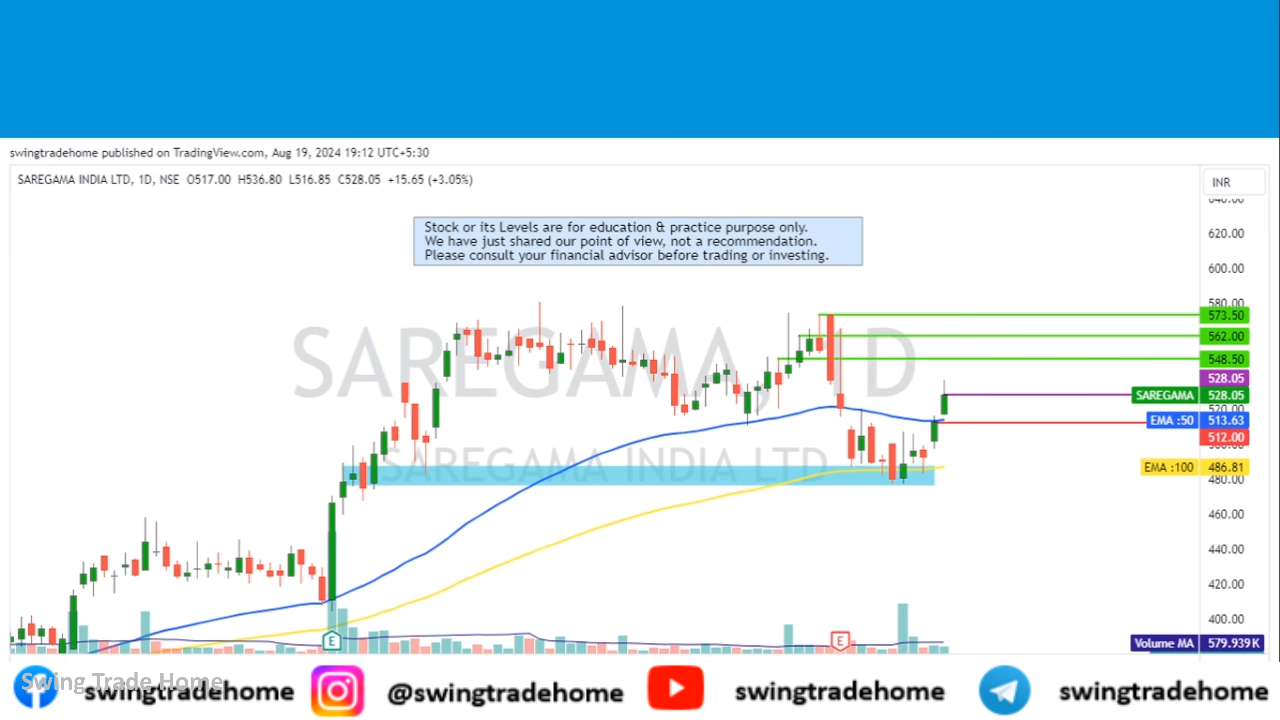 swingtradehome published on TradingView.com, Aug 19, 2024 19:12 UTC+5:30
SAREGAMA INDIA LTD, 1D, NSE O517.00 H536.80 L516.85 C528.05 +15.65 (+3.05%)
INR
640.00
Stock or its Levels are for education & practice purpose only.
We have just shared our point of view, not a recommendation.
Please consult your financial advisor before trading or investing.
620.00
600.00
580.00
573.50
562.00
548.50
528.05
SAREGAMA 528.05
520.00
EMA :50 513.63
512.00
500.00
EMA :100 486.81
480.00
460.00
440.00
420.00
400.00
SAREGAMA, 1D
SAREGAMA INDIA LTD
E
E
Volume MA 579.939K
Swing Trade Home
swingtradehome
@swingtradehome
swingtradehome
swingtradehome